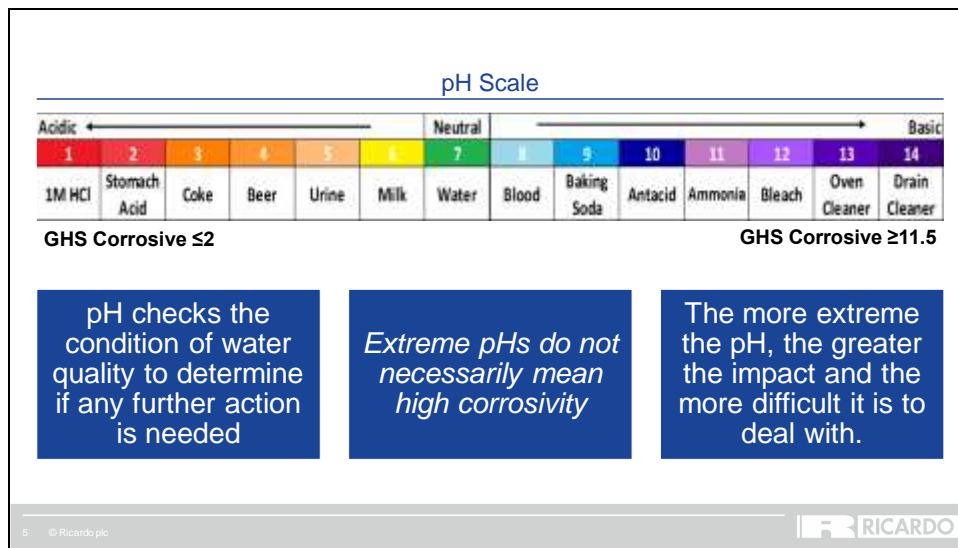 pH Scale
Acidic Neutral Basic
1 2 3 4 5 6 7 8 9 10 11 12 13 14
1M HCl Stomach Acid Coke Beer Urine Milk Water Blood Baking Soda Antacid Ammonia Bleach Oven Cleaner Drain Cleaner
GHS Corrosive ≤2 GHS Corrosive ≥11.5
pH checks the
condition of water
quality to determine
if any further action
is needed
Extreme pHs do not
necessarily mean
high corrosivity
The more extreme
the pH, the greater
the impact and the
more difficult it is to
deal with.
5 © Ricardo plc RICARDO